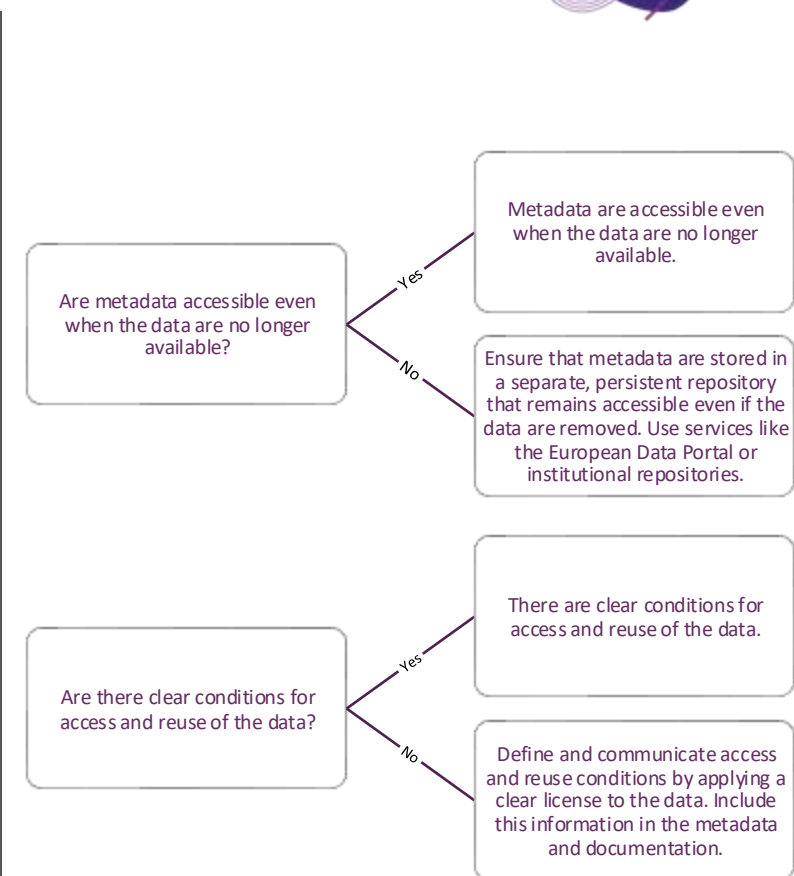 Are metadata accessible even
when the data are no longer
available?
Yes
Metadata are accessible even
when the data are no longer
available.
No
Ensure that metadata are stored in
a separate, persistent repository
that remains accessible even if the
data are removed. Use services like
the European Data Portal or
institutional repositories.
Are there clear conditions for
access and reuse of the data?
Yes
There are clear conditions for
access and reuse of the data.
No
Define and communicate access
and reuse conditions by applying a
clear license to the data. Include
this information in the metadata
and documentation.